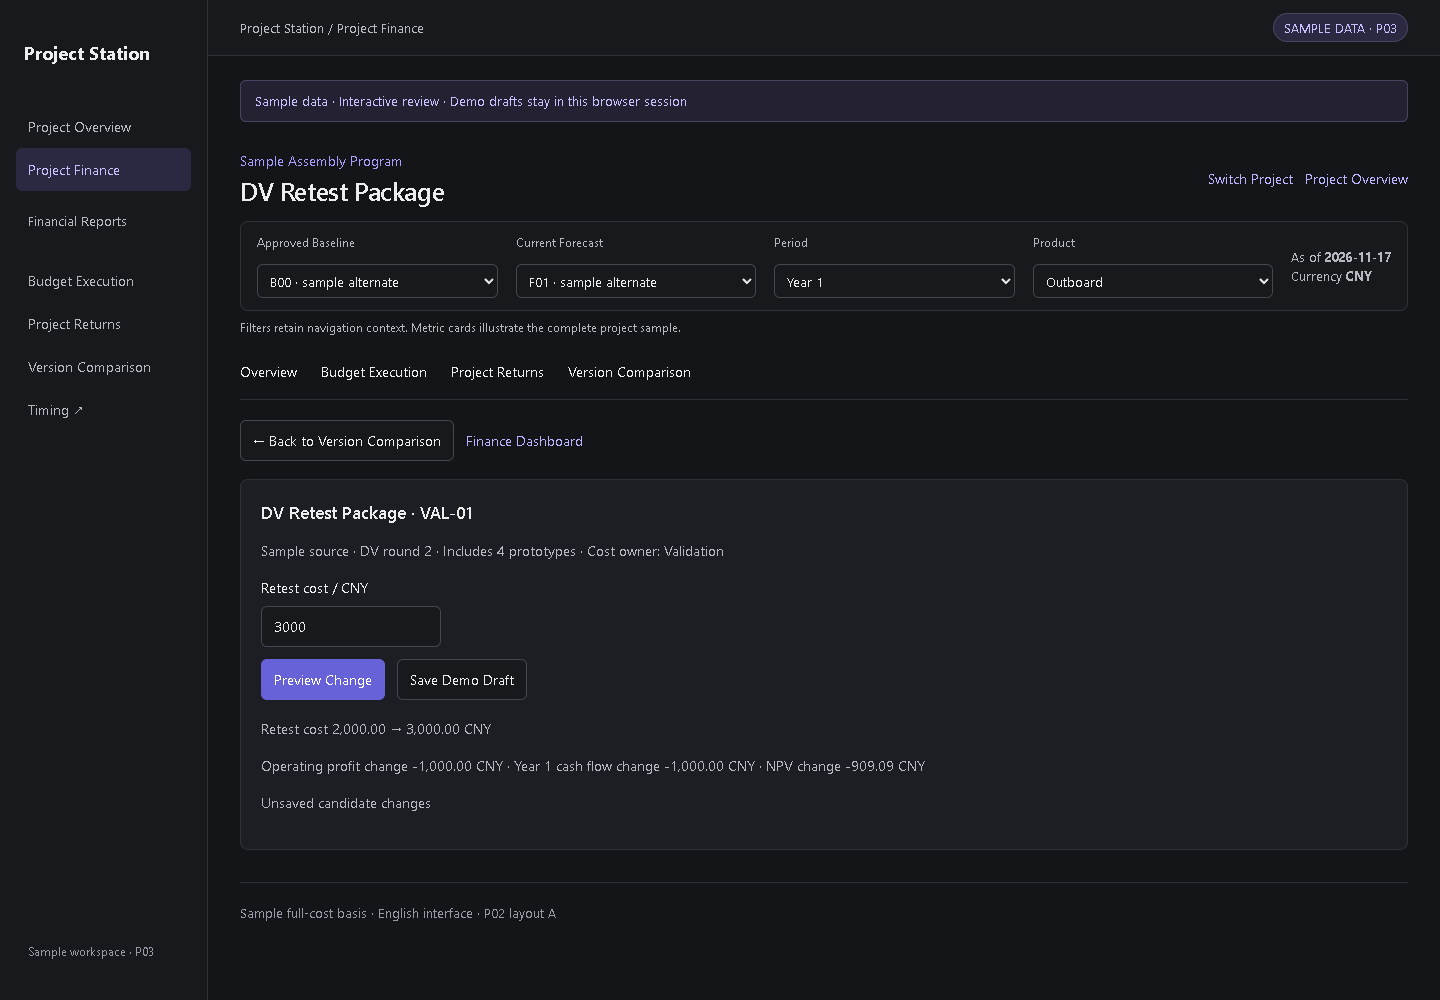 Project Station
Project Overview
Project Finance
Financial Reports
Budget Execution
Project Returns
Version Comparison
Timing ↗
Sample workspace · P03
Project Station / Project Finance
SAMPLE DATA · P03
Sample data · Interactive review · Demo drafts stay in this browser session
Sample Assembly Program
DV Retest Package
Switch Project Project Overview
Approved Baseline
B00 · sample alternate
Current Forecast
F01 · sample alternate
Period
Year 1
Product
Outboard
As of 2026-11-17
Currency CNY
Filters retain navigation context. Metric cards illustrate the complete project sample.
Overview Budget Execution Project Returns Version Comparison
← Back to Version Comparison Finance Dashboard
DV Retest Package · VAL-01
Sample source · DV round 2 · Includes 4 prototypes · Cost owner: Validation
Retest cost / CNY
3000
Preview Change Save Demo Draft
Retest cost 2,000.00 → 3,000.00 CNY
Operating profit change -1,000.00 CNY · Year 1 cash flow change -1,000.00 CNY · NPV change -909.09 CNY
Unsaved candidate changes
Sample full-cost basis · English interface · P02 layout A